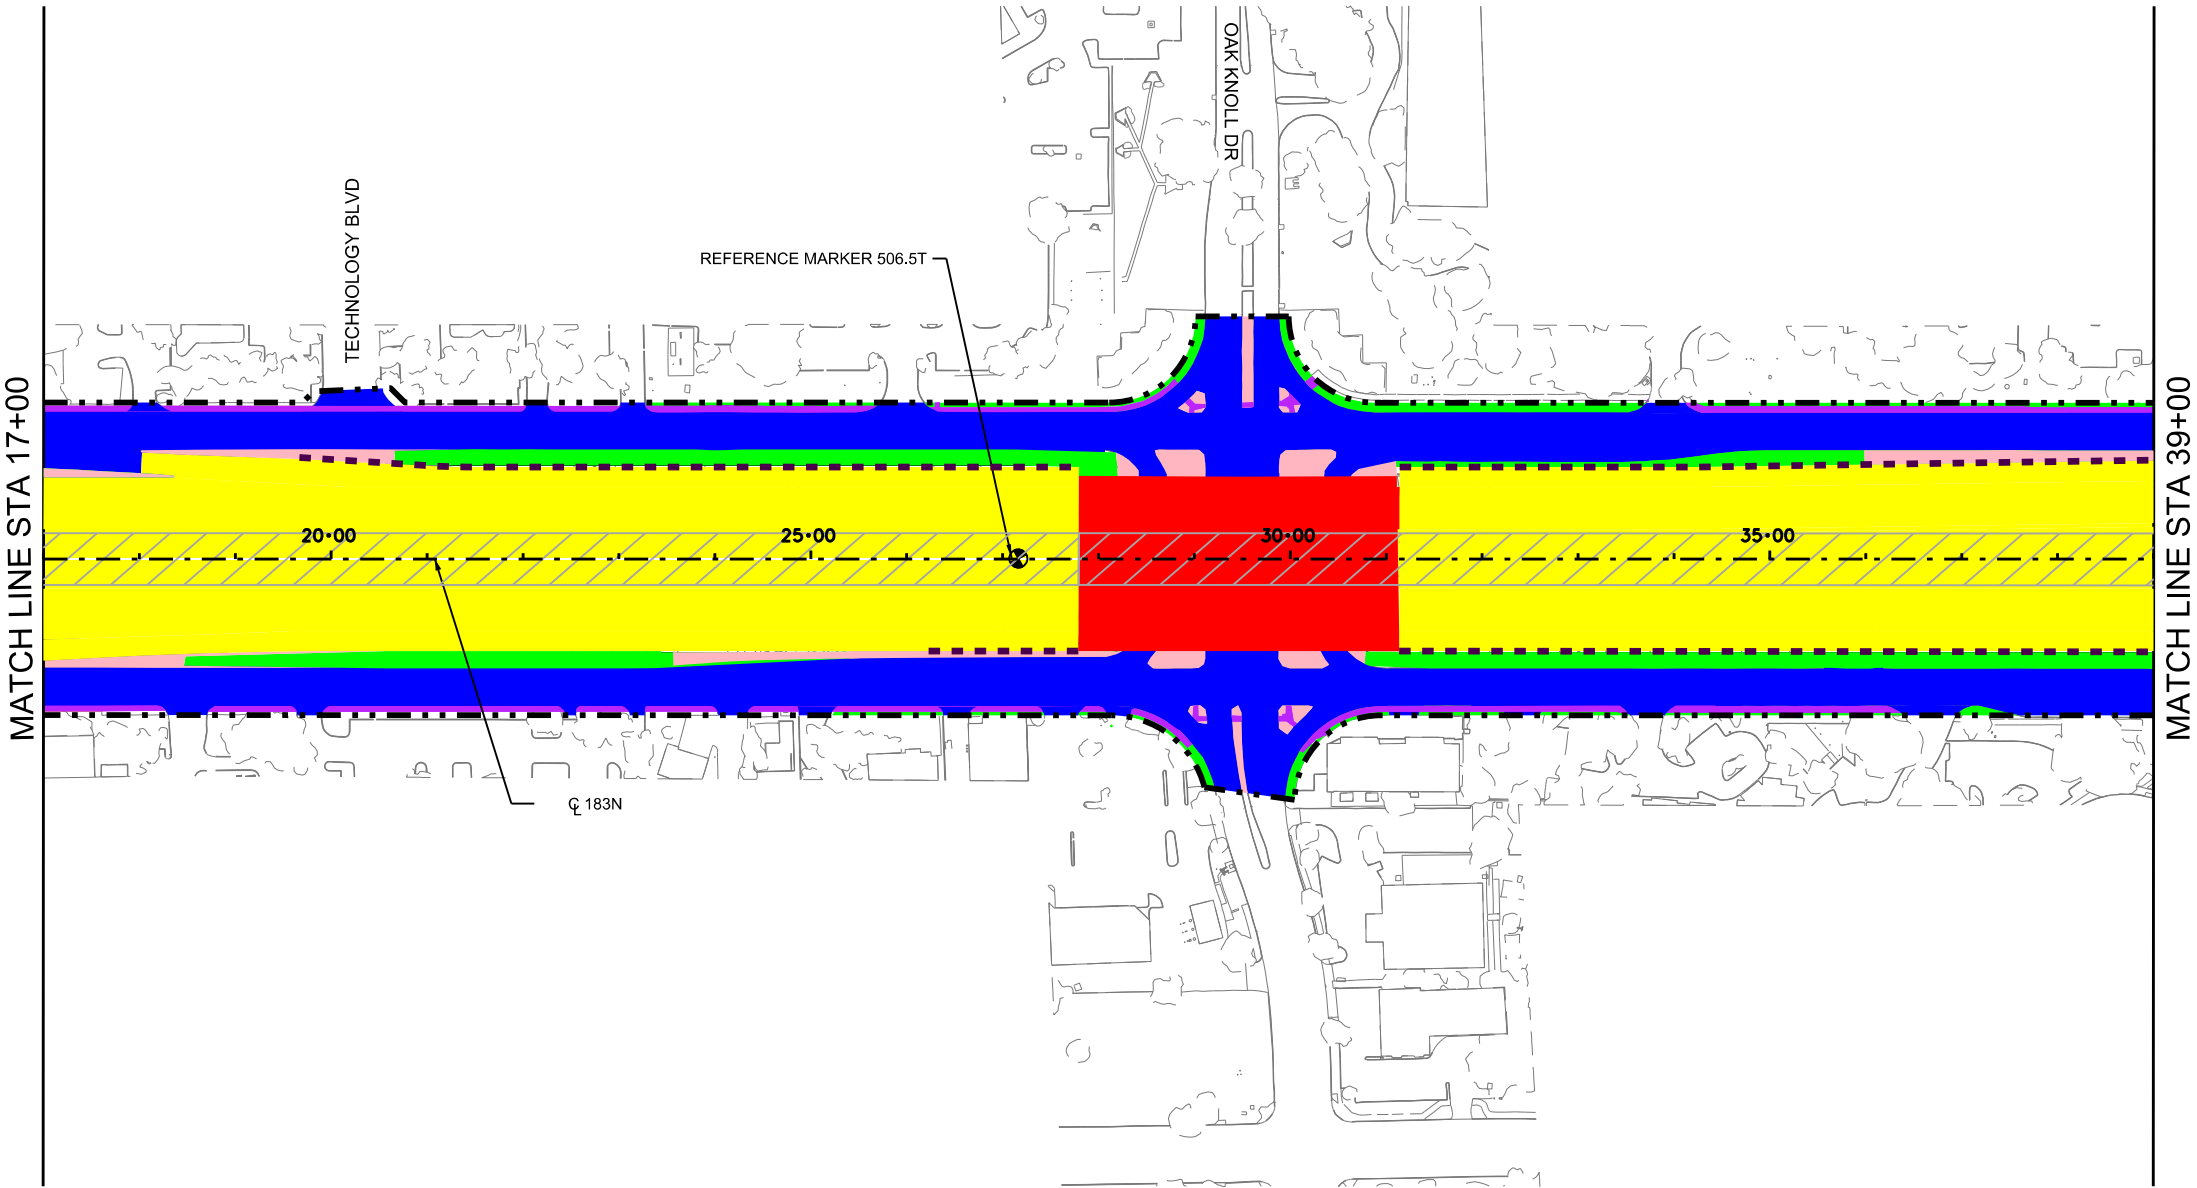 OAK KNOLL DR
TECHNOLOGY BLVD
REFERENCE MARKER 506.5T
MATCH LINE STA 17+00
MATCH LINE STA 39+00
20+00
25+00
30+00
35+00
℄ 183N